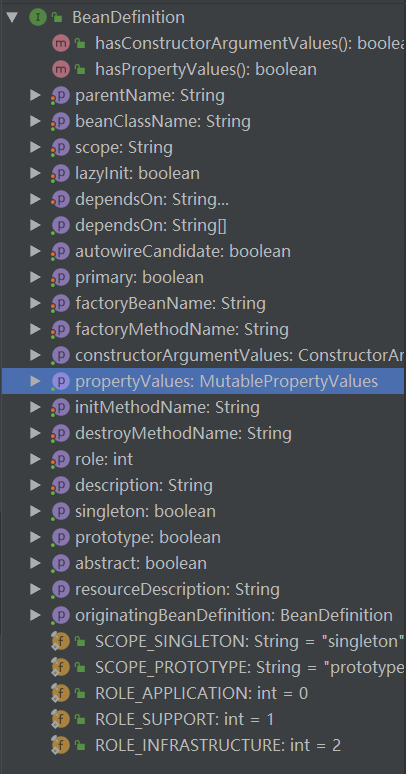 I BeanDefinition
m hasConstructorArgumentValues(): boolea
m hasPropertyValues(): boolean
p parentName: String
p beanClassName: String
p scope: String
p lazyInit: boolean
p dependsOn: String...
p dependsOn: String[]
p autowireCandidate: boolean
p primary: boolean
p factoryBeanName: String
p factoryMethodName: String
p constructorArgumentValues: ConstructorAr
p propertyValues: MutablePropertyValues
p initMethodName: String
p destroyMethodName: String
p role: int
p description: String
p singleton: boolean
p prototype: boolean
p abstract: boolean
p resourceDescription: String
p originatingBeanDefinition: BeanDefinition
f SCOPE_SINGLETON: String = "singleton"
f SCOPE_PROTOTYPE: String = "prototype
f ROLE_APPLICATION: int = 0
f ROLE_SUPPORT: int = 1
f ROLE_INFRASTRUCTURE: int = 2